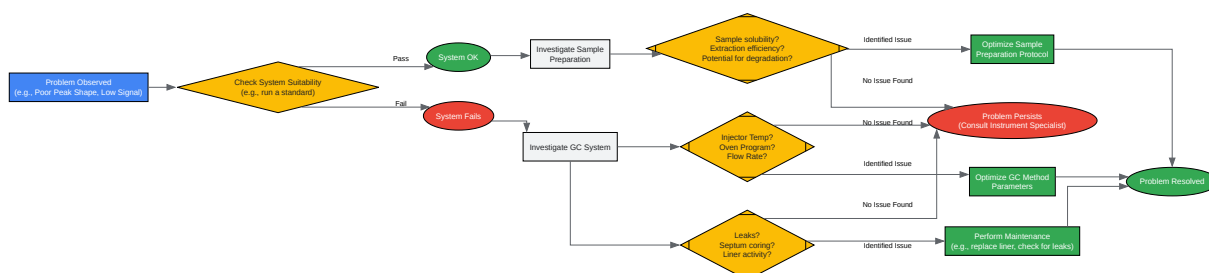 Problem Observed
(e.g., Poor Peak Shape, Low Signal)
Check System Suitability
(e.g., run a standard)
Pass
Fail
System OK
System Fails
Investigate Sample
Preparation
Investigate GC System
Sample solubility?
Extraction efficiency?
Potential for degradation?
Identified Issue
No Issue Found
Optimize Sample
Preparation Protocol
Injector Temp?
Oven Program?
Flow Rate?
No Issue Found
Identified Issue
Problem Persists
(Consult Instrument Specialist)
Optimize GC Method
Parameters
Leaks?
Septum coring?
Liner activity?
No Issue Found
Identified Issue
Perform Maintenance
(e.g., replace liner, check for leaks)
Problem Resolved